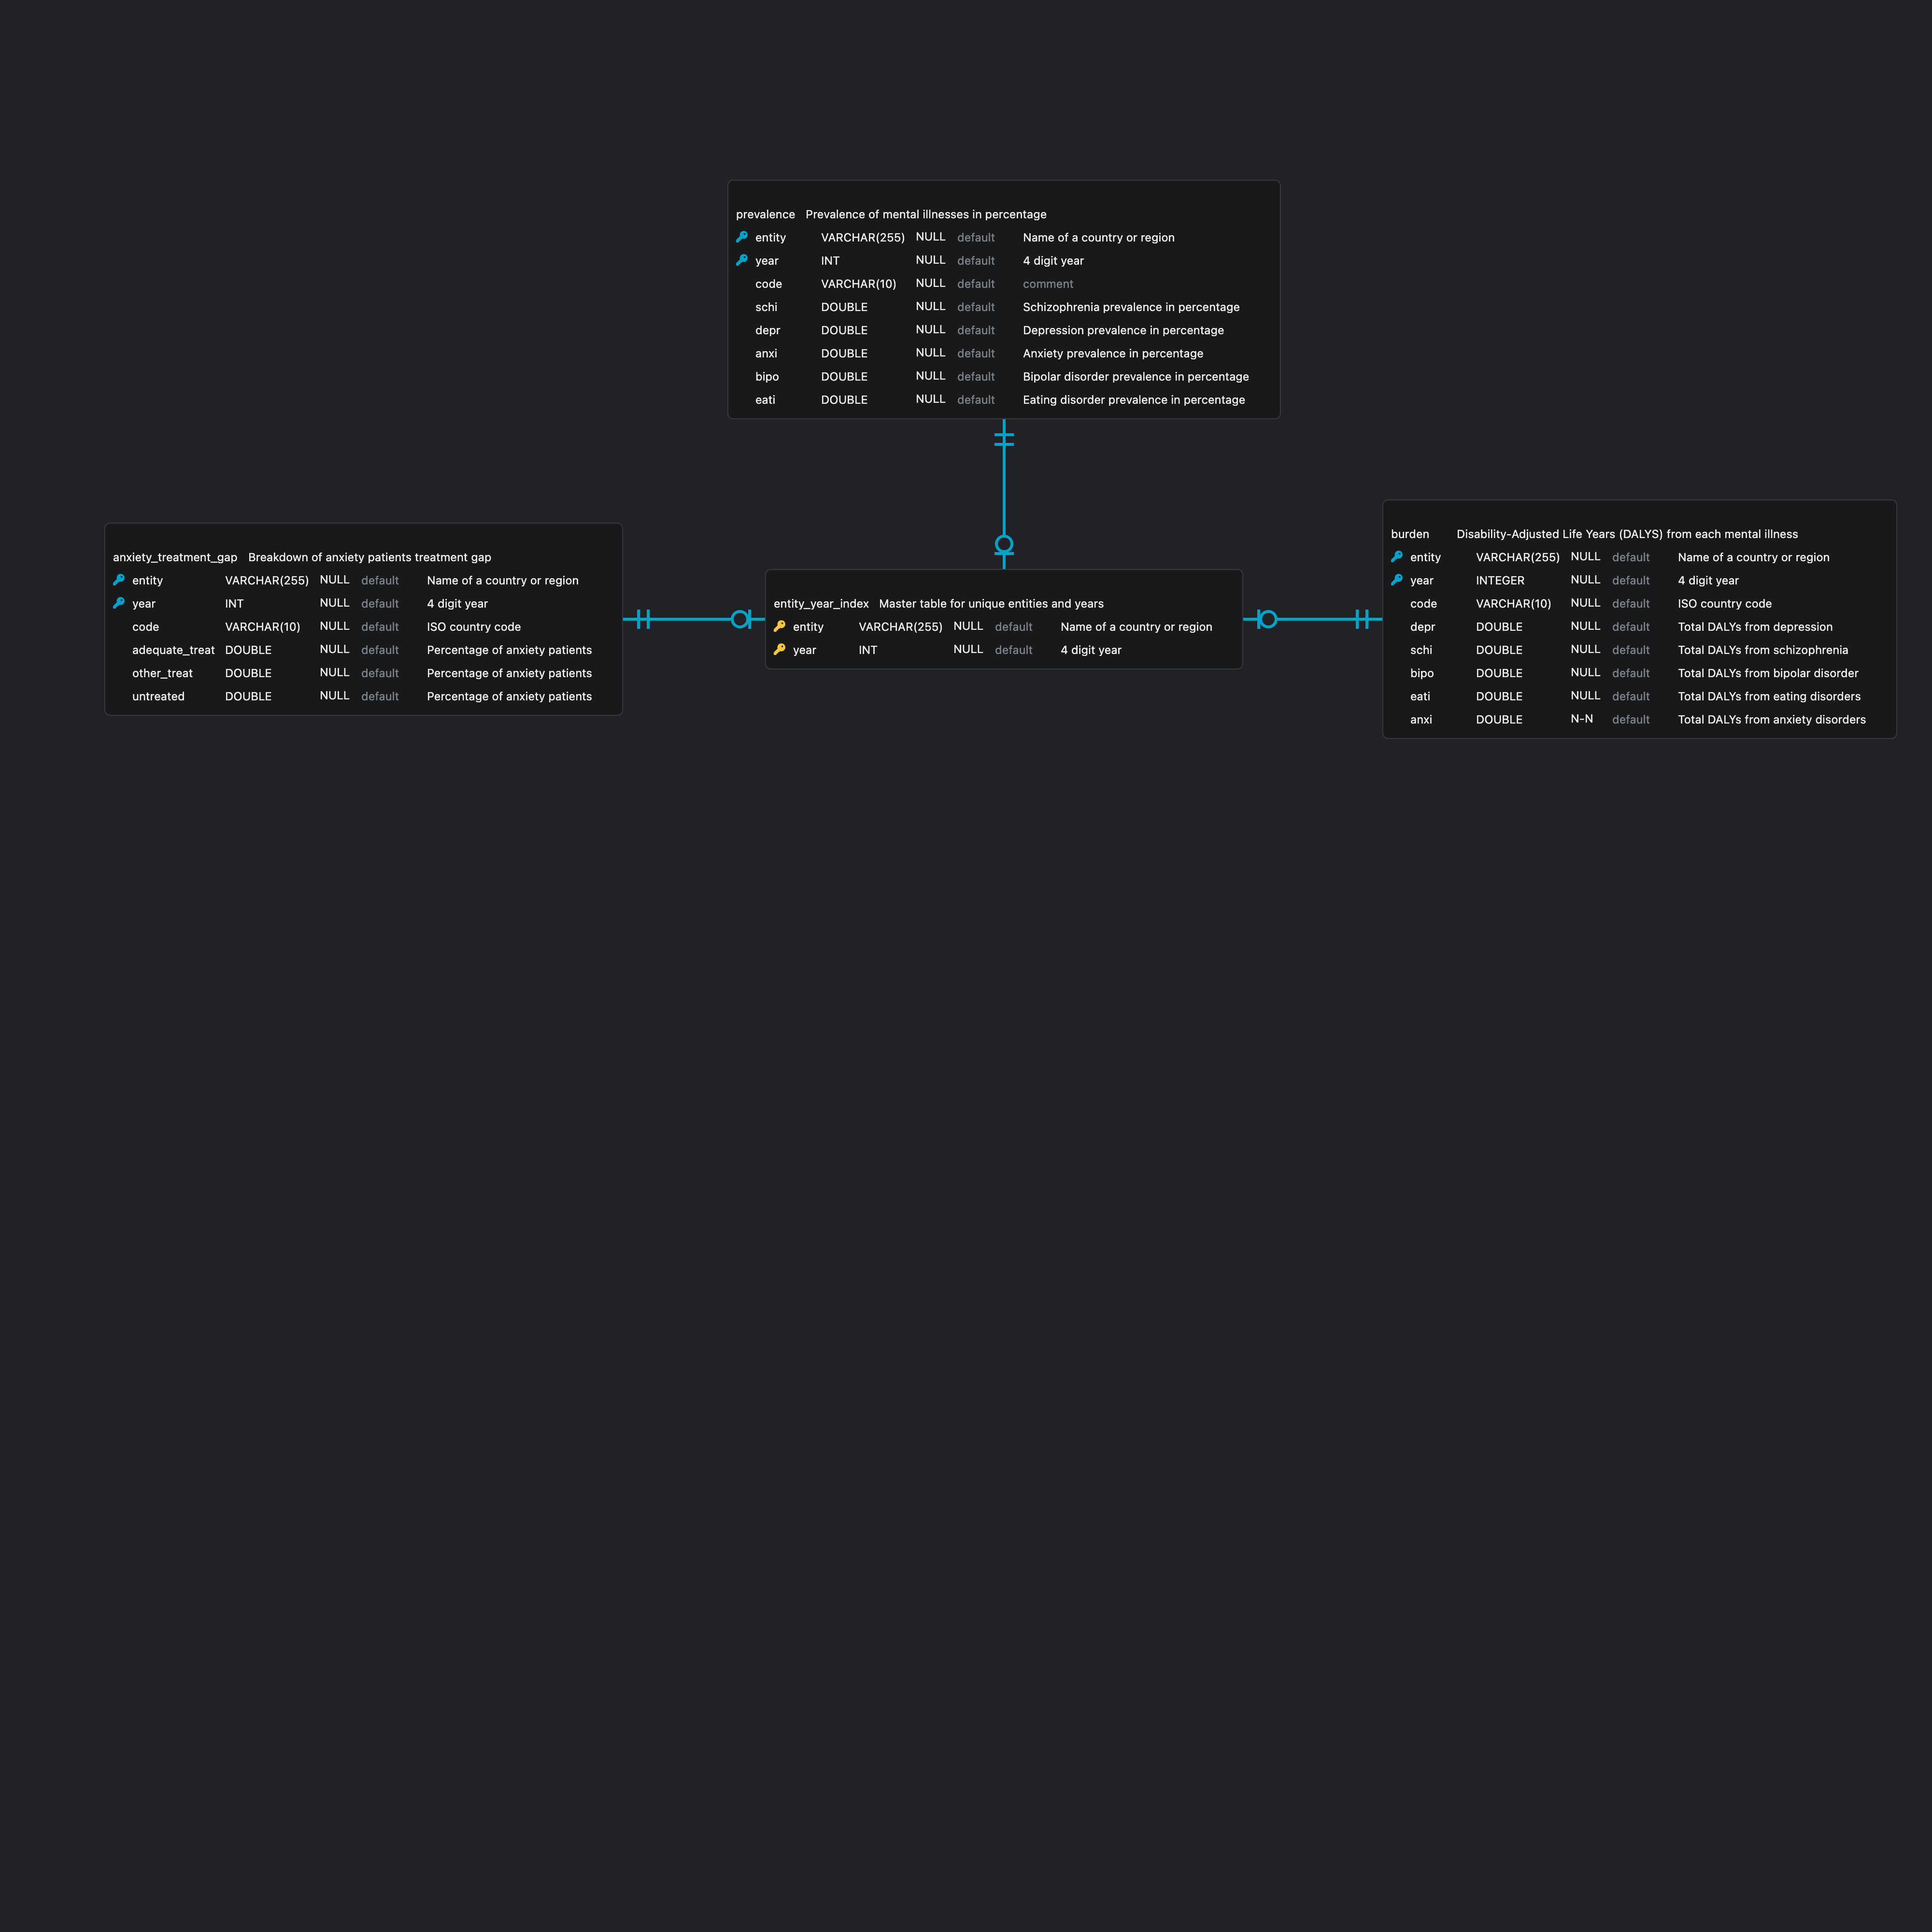 prevalence Prevalence of mental illnesses in percentage
entity VARCHAR(255) NULL default Name of a country or region
year INT NULL default 4 digit year
code VARCHAR(10) NULL default comment
schi DOUBLE NULL default Schizophrenia prevalence in percentage
depr DOUBLE NULL default Depression prevalence in percentage
anxi DOUBLE NULL default Anxiety prevalence in percentage
bipo DOUBLE NULL default Bipolar disorder prevalence in percentage
eati DOUBLE NULL default Eating disorder prevalence in percentage
anxiety_treatment_gap Breakdown of anxiety patients treatment gap
entity VARCHAR(255) NULL default Name of a country or region
year INT NULL default 4 digit year
code VARCHAR(10) NULL default ISO country code
adequate_treat DOUBLE NULL default Percentage of anxiety patients
other_treat DOUBLE NULL default Percentage of anxiety patients
untreated DOUBLE NULL default Percentage of anxiety patients
entity_year_index Master table for unique entities and years
entity VARCHAR(255) NULL default Name of a country or region
year INT NULL default 4 digit year
burden Disability-Adjusted Life Years (DALYS) from each mental illness
entity VARCHAR(255) NULL default Name of a country or region
year INTEGER NULL default 4 digit year
code VARCHAR(10) NULL default ISO country code
depr DOUBLE NULL default Total DALYs from depression
schi DOUBLE NULL default Total DALYs from schizophrenia
bipo DOUBLE NULL default Total DALYs from bipolar disorder
eati DOUBLE NULL default Total DALYs from eating disorders
anxi DOUBLE N-N default Total DALYs from anxiety disorders